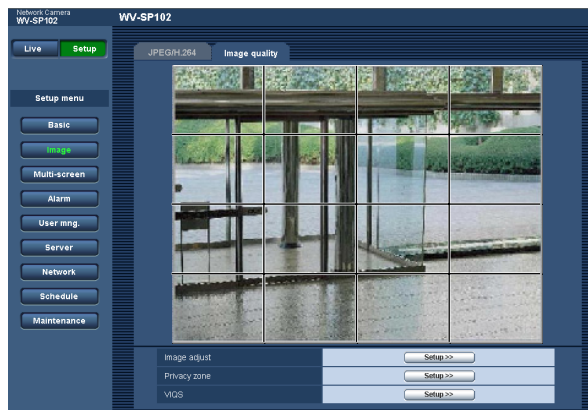 Network Camera
WV-SP102
WV-SP102
Live
Setup
JPEG/H.264
Image quality
Setup menu
Basic
Image
Multi-screen
Alarm
User mng.
Server
Network
Schedule
Maintenance
Image adjust
Setup >>
Privacy zone
Setup >>
VIQS
Setup >>